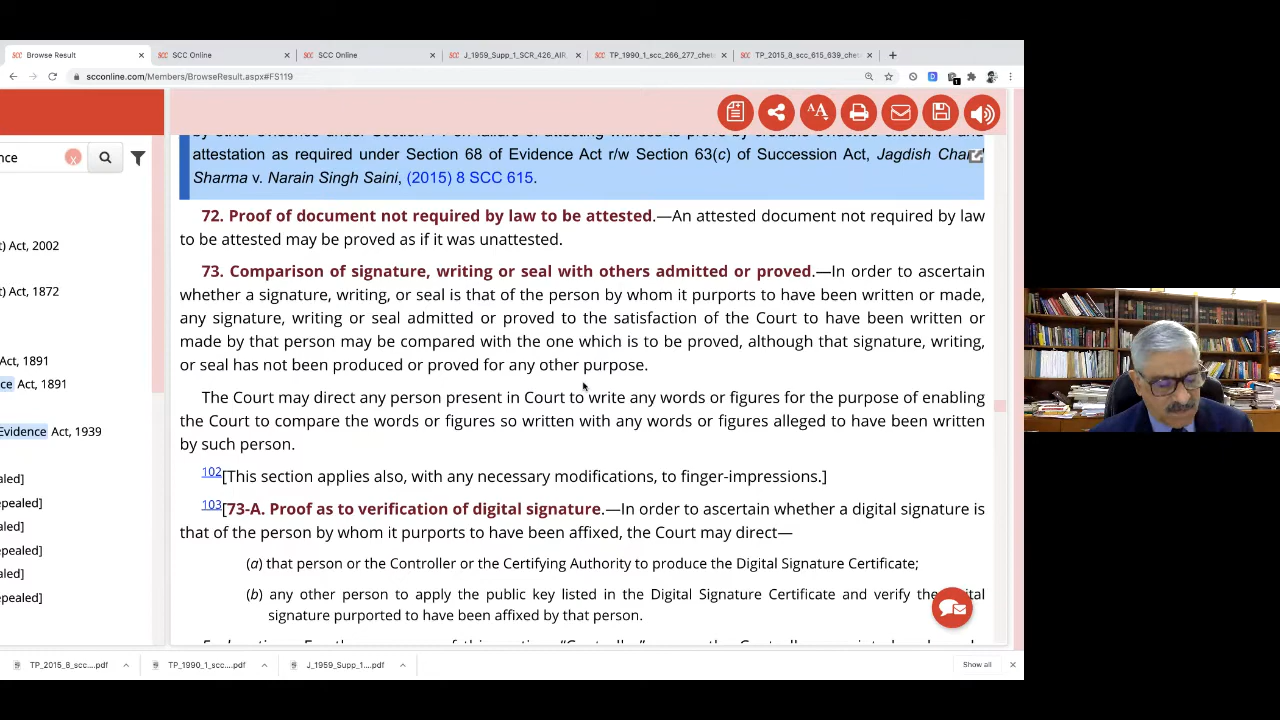 Browse Result
SCC Online
SCC Online
J_1959_Supp_1_SCR_426_AIR
TP_1990_1_scc_266_277_chet
TP_2015_8_scc_615_639_chet
scconline.com/Members/BrowseResult.aspx#FS119
nce
attestation as required under Section 68 of Evidence Act r/w Section 63(c) of Succession Act, Jagdish Chand
Sharma v. Narain Singh Saini, (2015) 8 SCC 615.
72. Proof of document not required by law to be attested.—An attested document not required by law
to be attested may be proved as if it was unattested.
73. Comparison of signature, writing or seal with others admitted or proved.—In order to ascertain
whether a signature, writing, or seal is that of the person by whom it purports to have been written or made,
any signature, writing or seal admitted or proved to the satisfaction of the Court to have been written or
made by that person may be compared with the one which is to be proved, although that signature, writing,
or seal has not been produced or proved for any other purpose.
The Court may direct any person present in Court to write any words or figures for the purpose of enabling
the Court to compare the words or figures so written with any words or figures alleged to have been written
by such person.
102[This section applies also, with any necessary modifications, to finger-impressions.]
103[73-A. Proof as to verification of digital signature.—In order to ascertain whether a digital signature is
that of the person by whom it purports to have been affixed, the Court may direct—
(a) that person or the Controller or the Certifying Authority to produce the Digital Signature Certificate;
(b) any other person to apply the public key listed in the Digital Signature Certificate and verify the digital
signature purported to have been affixed by that person.
t) Act, 2002
t) Act, 1872
Act, 1891
ce Act, 1891
Evidence Act, 1939
aled]
epealed]
aled]
epealed]
aled]
epealed]
TP_2015_8_scc....pdf
TP_1990_1_scc....pdf
J_1959_Supp_1....pdf
Show all